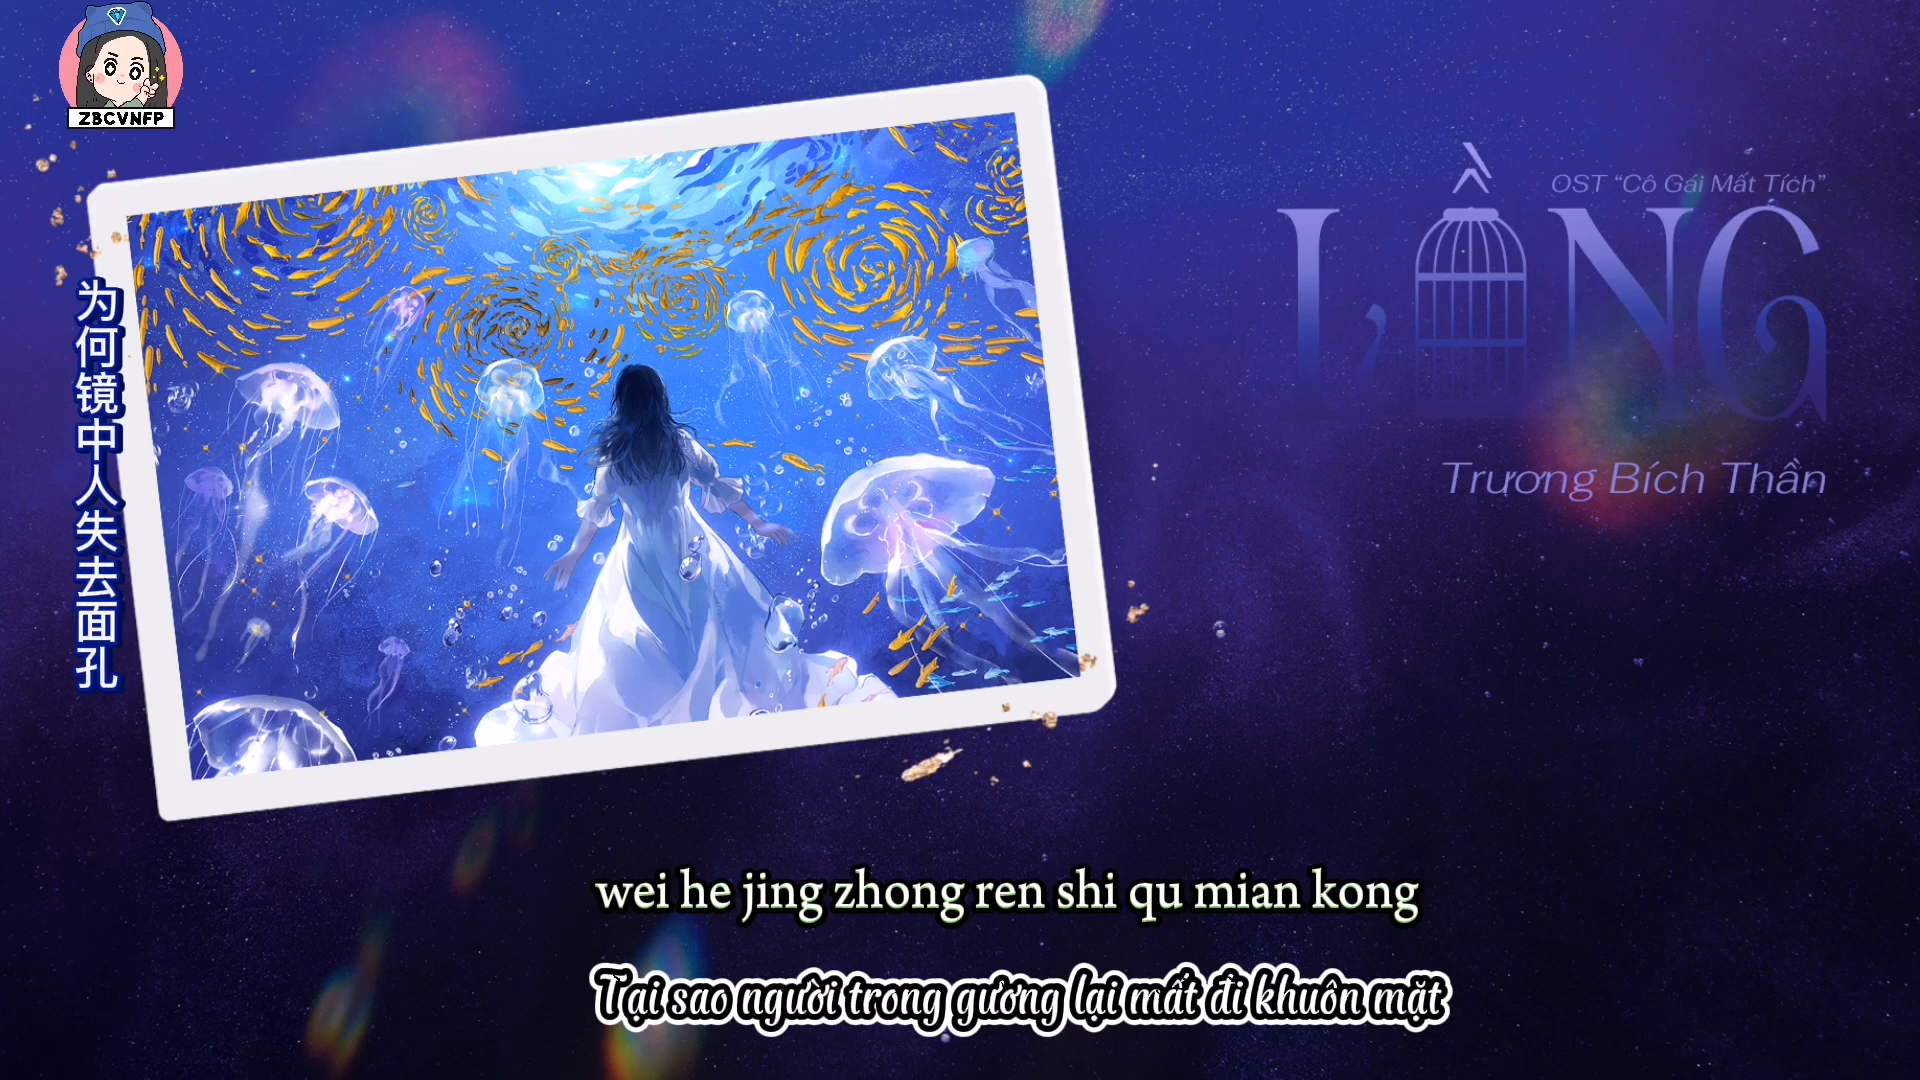 ZBCVNFP
为何镜中人失去面孔
OST “Cô Gái Mất Tích”
LỒNG
Trương Bích Thần
wei he jing zhong ren shi qu mian kong
Tại sao người trong gương lại mất đi khuôn mặt